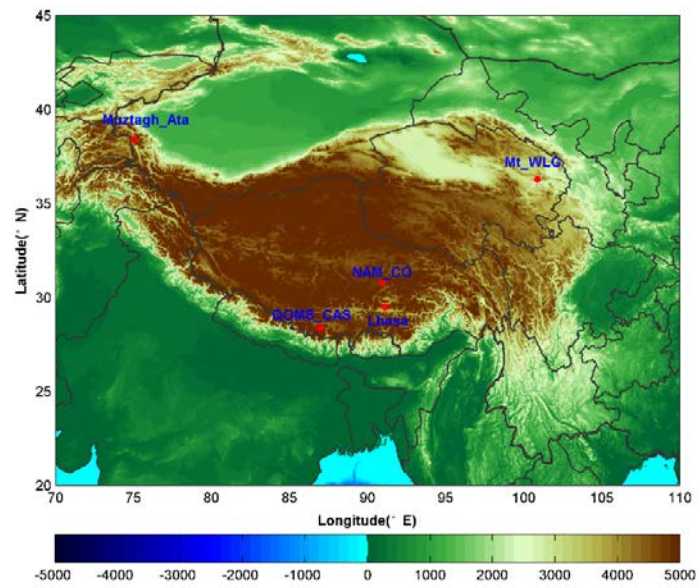 45
40
35
30
25
20
Latitude(° N)
Muztagh_Ata
Mt_WLG
NAM_CO
QOMS_CAS
Lhasa
70 75 80 85 90 95 100 105 110
Longitude(° E)
-5000 -4000 -3000 -2000 -1000 0 1000 2000 3000 4000 5000